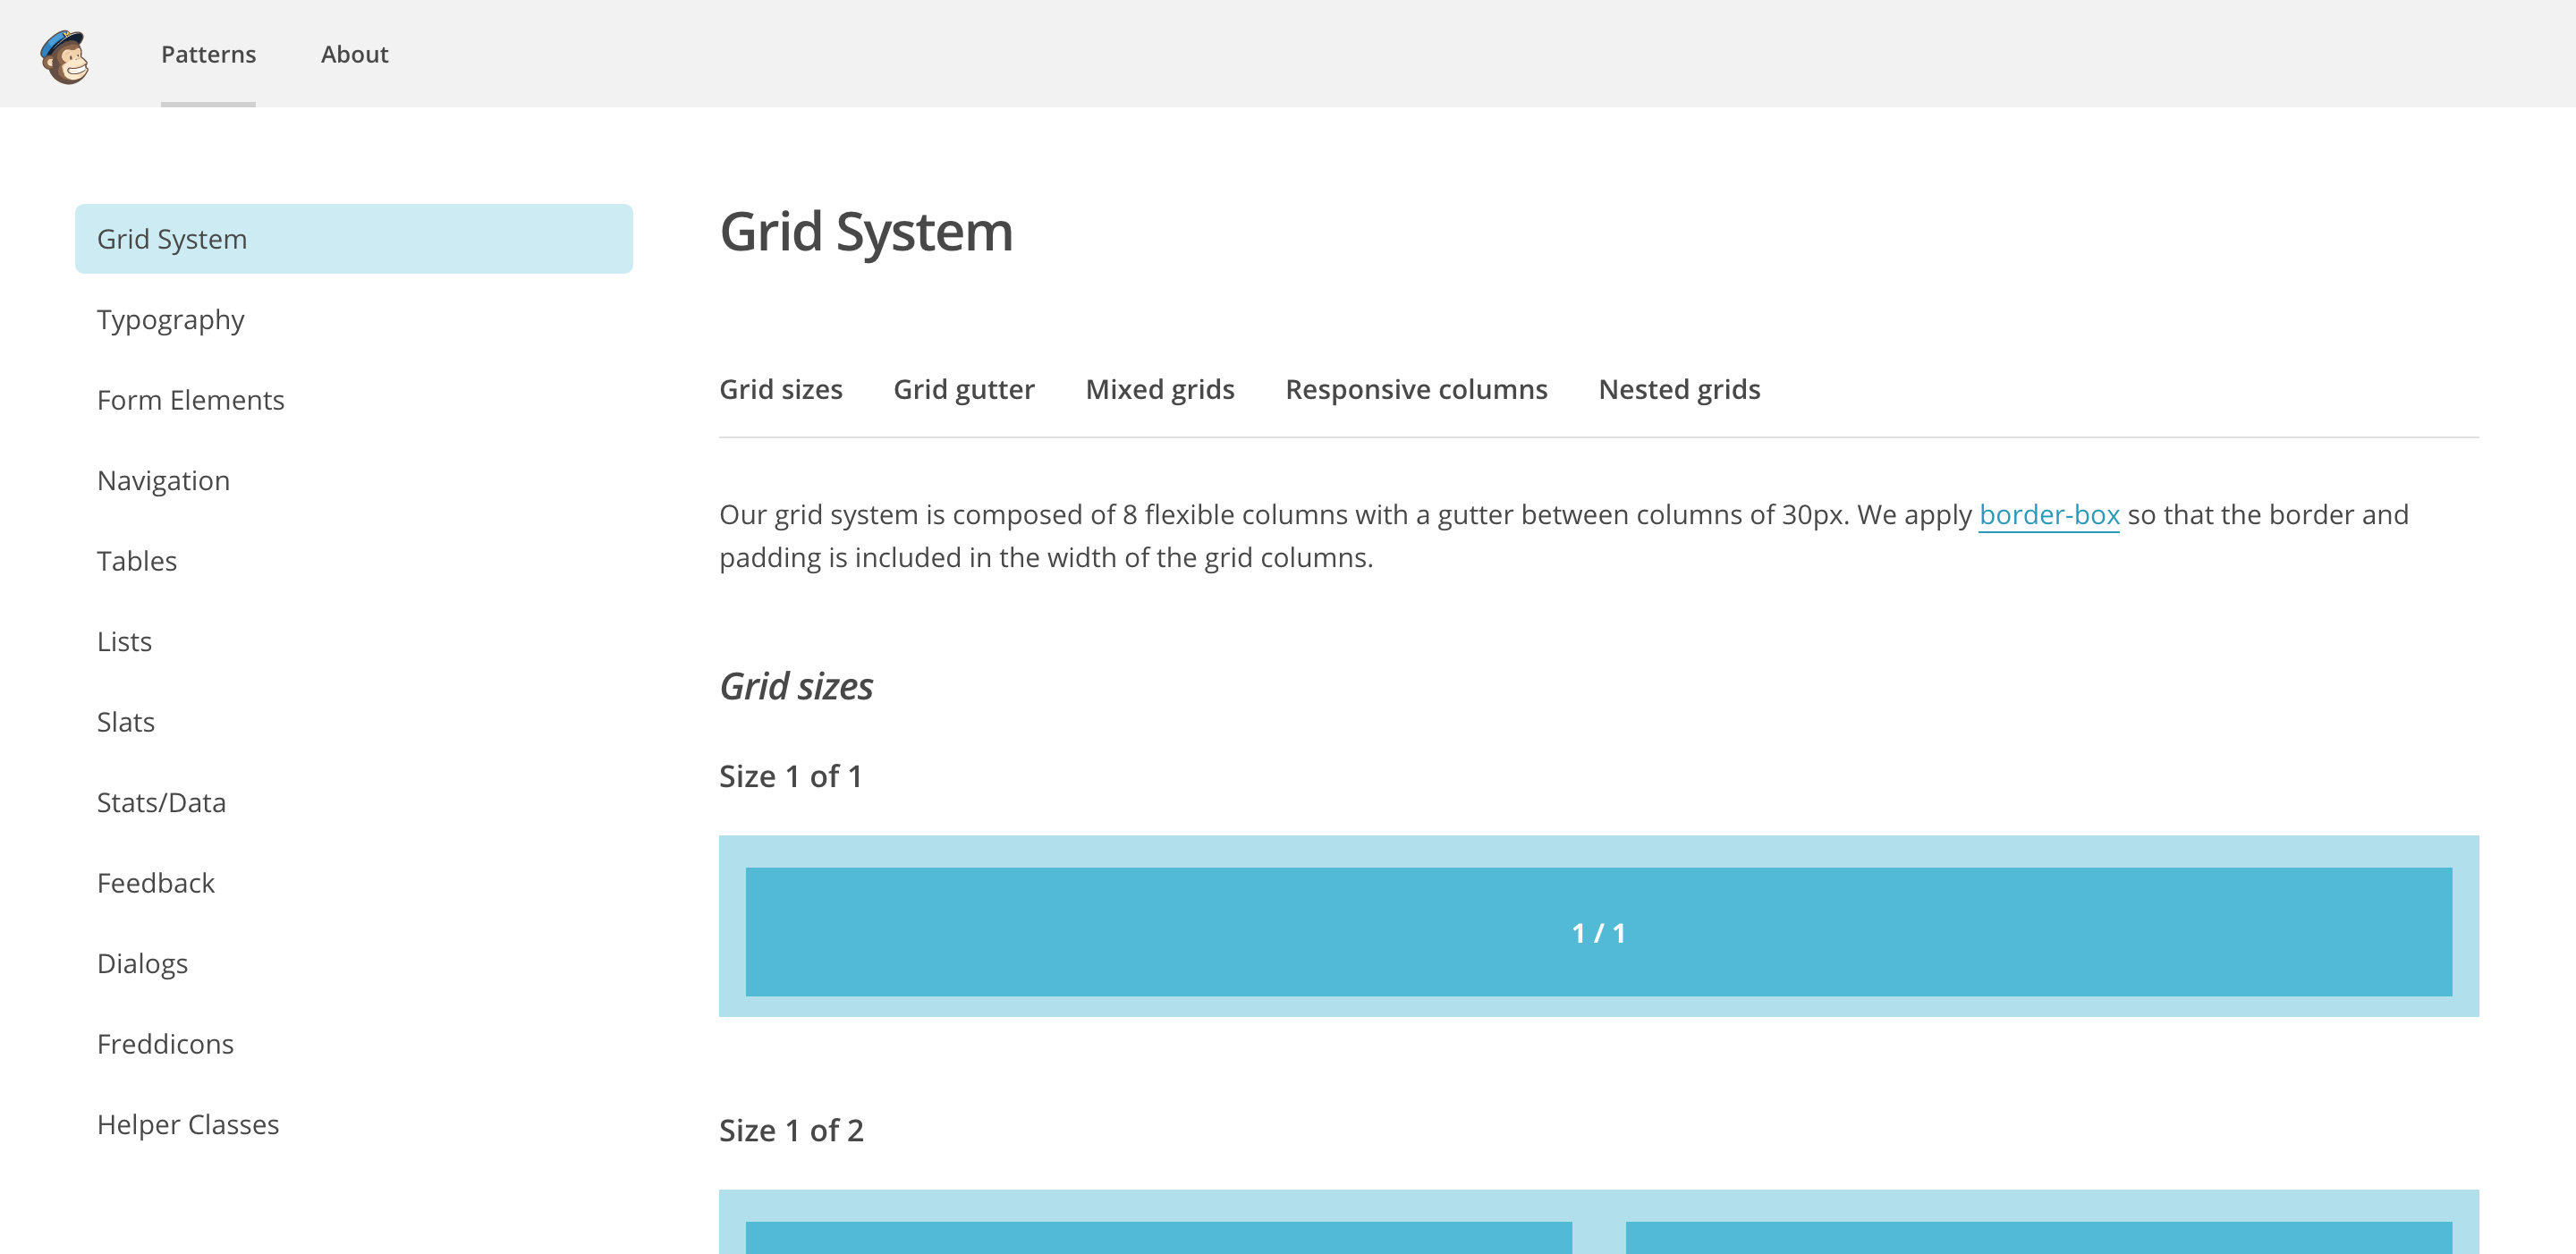 Patterns
About
Grid System
Typography
Form Elements
Navigation
Tables
Lists
Slats
Stats/Data
Feedback
Dialogs
Freddicons
Helper Classes
Grid System
Grid sizes
Grid gutter
Mixed grids
Responsive columns
Nested grids
Our grid system is composed of 8 flexible columns with a gutter between columns of 30px. We apply border-box so that the border and
padding is included in the width of the grid columns.
Grid sizes
Size 1 of 1
1 / 1
Size 1 of 2